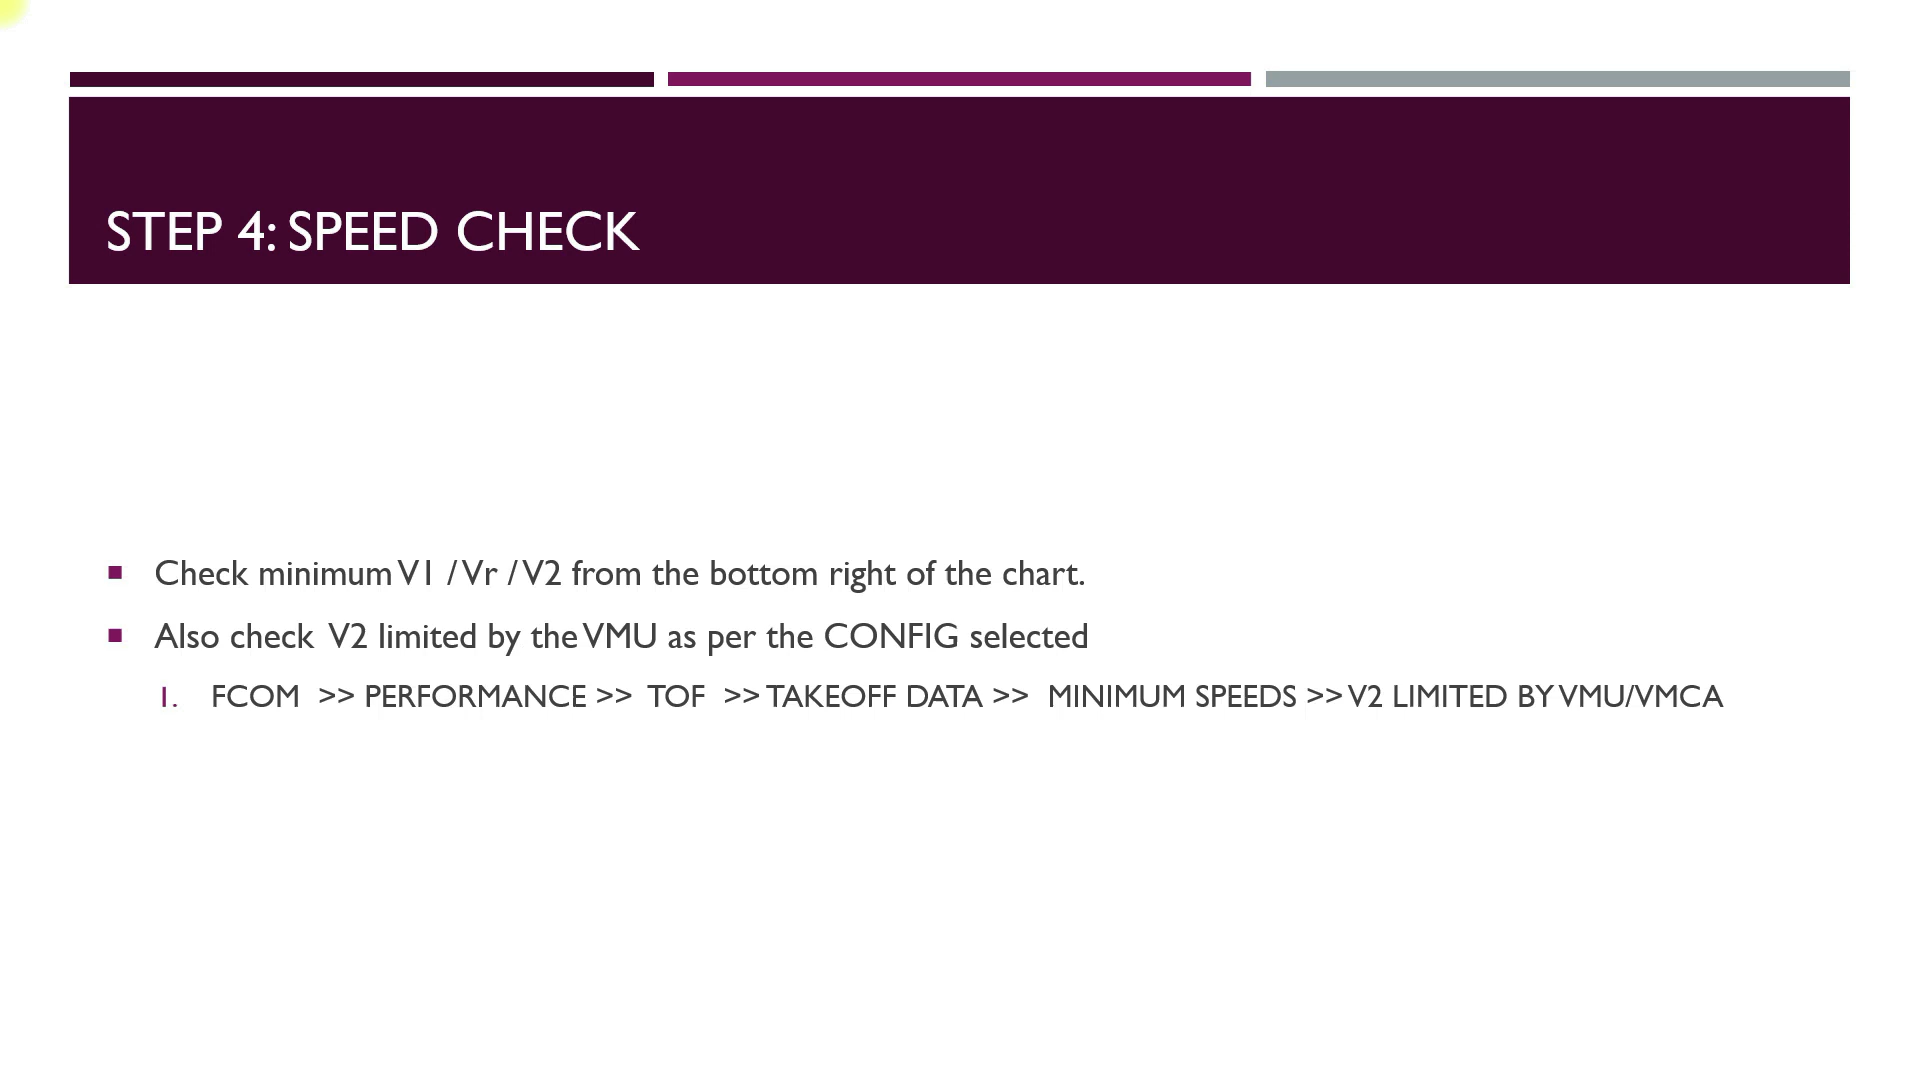 STEP 4: SPEED CHECK
▪ Check minimum V1 / Vr / V2 from the bottom right of the chart.
▪ Also check V2 limited by the VMU as per the CONFIG selected
1. FCOM >> PERFORMANCE >> TOF >> TAKEOFF DATA >> MINIMUM SPEEDS >> V2 LIMITED BY VMU/VMCA